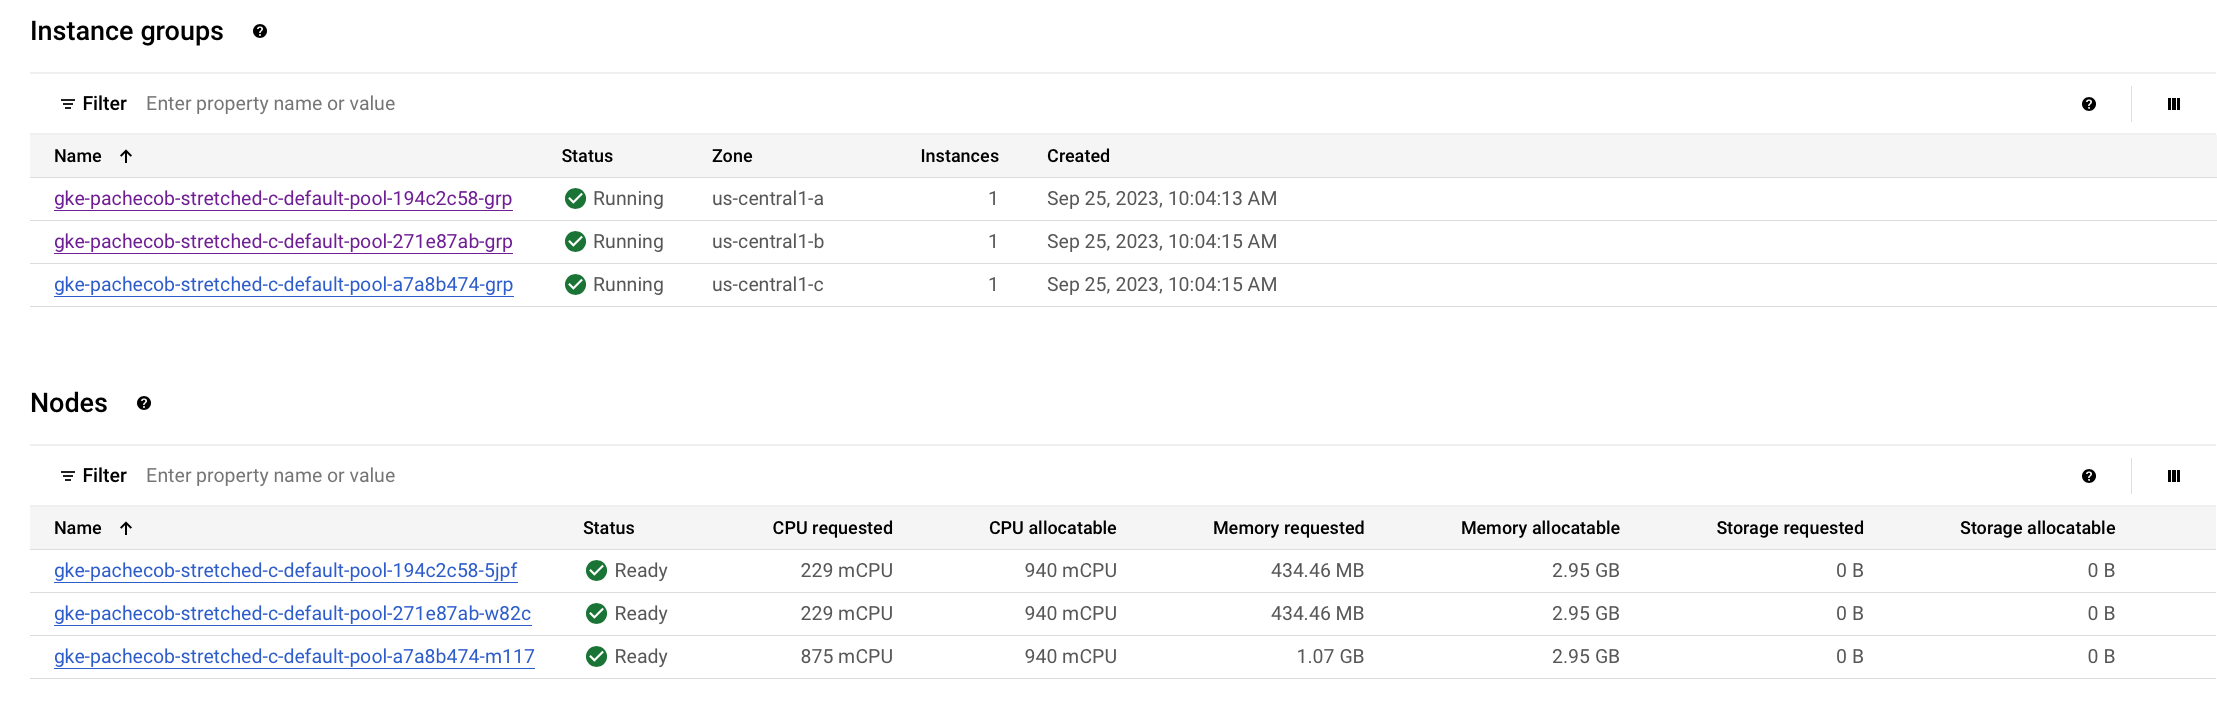 Instance groups
Filter Enter property name or value
Name Status Zone Instances Created
gke-pachecob-stretched-c-default-pool-194c2c58-grp Running us-central1-a 1 Sep 25, 2023, 10:04:13 AM
gke-pachecob-stretched-c-default-pool-271e87ab-grp Running us-central1-b 1 Sep 25, 2023, 10:04:15 AM
gke-pachecob-stretched-c-default-pool-a7a8b474-grp Running us-central1-c 1 Sep 25, 2023, 10:04:15 AM
Nodes
Filter Enter property name or value
Name Status CPU requested CPU allocatable Memory requested Memory allocatable Storage requested Storage allocatable
gke-pachecob-stretched-c-default-pool-194c2c58-5jpf Ready 229 mCPU 940 mCPU 434.46 MB 2.95 GB 0 B 0 B
gke-pachecob-stretched-c-default-pool-271e87ab-w82c Ready 229 mCPU 940 mCPU 434.46 MB 2.95 GB 0 B 0 B
gke-pachecob-stretched-c-default-pool-a7a8b474-m117 Ready 875 mCPU 940 mCPU 1.07 GB 2.95 GB 0 B 0 B